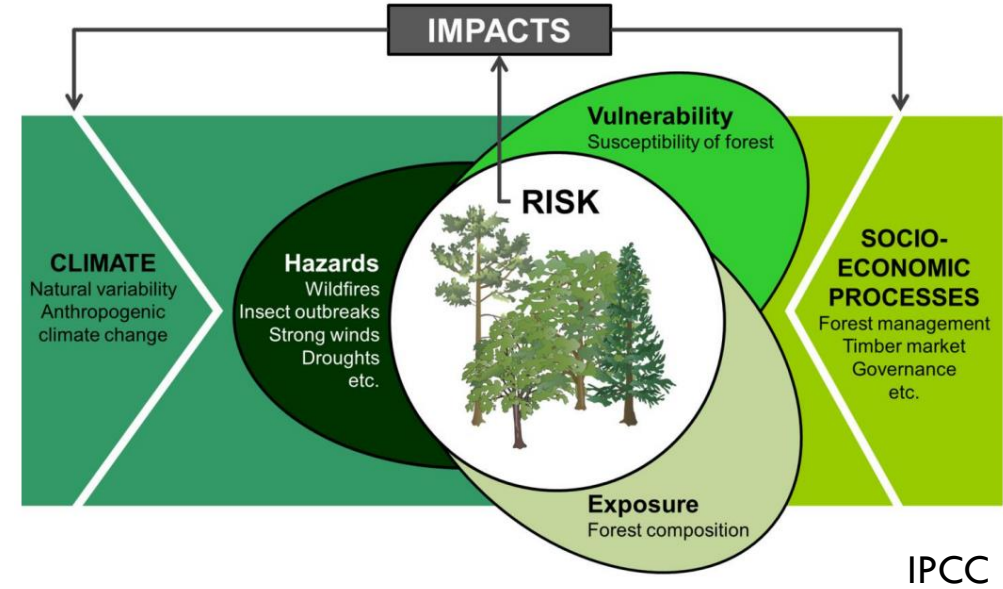 IMPACTS
Vulnerability
Susceptibility of forest
RISK
CLIMATE
Natural variability
Anthropogenic
climate change
Hazards
Wildfires
Insect outbreaks
Strong winds
Droughts
etc.
SOCIO-
ECONOMIC
PROCESSES
Forest management
Timber market
Governance
etc.
Exposure
Forest composition
IPCC